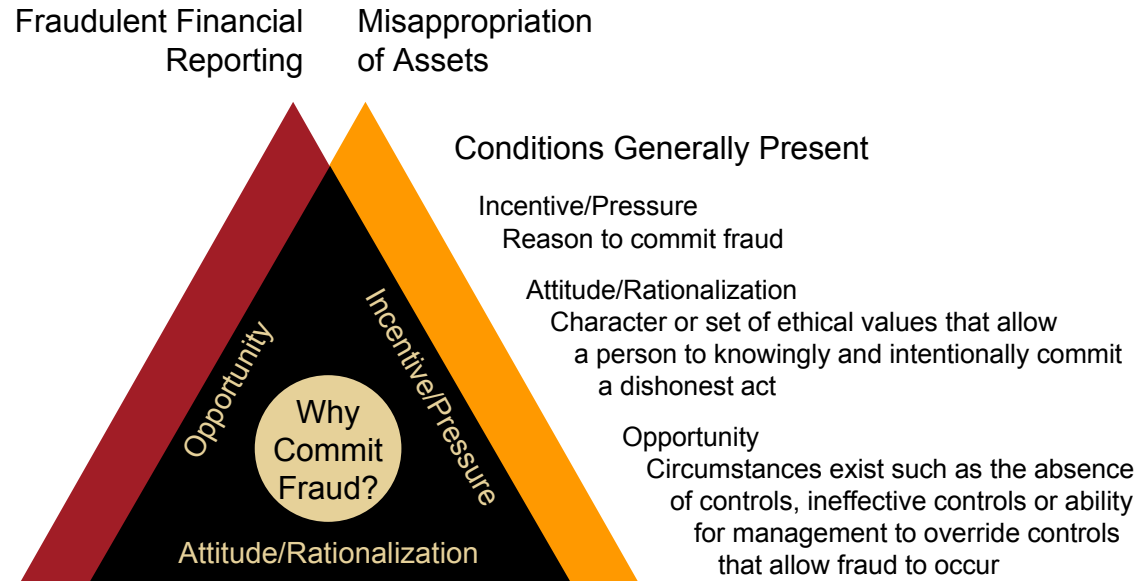 Fraudulent Financial
Reporting
Misappropriation
of Assets
Conditions Generally Present
Incentive/Pressure
Reason to commit fraud
Attitude/Rationalization
Character or set of ethical values that allow
a person to knowingly and intentionally commit
a dishonest act
Opportunity
Circumstances exist such as the absence
of controls, ineffective controls or ability
for management to override controls
that allow fraud to occur
Opportunity
Incentive/Pressure
Why
Commit
Fraud?
Attitude/Rationalization